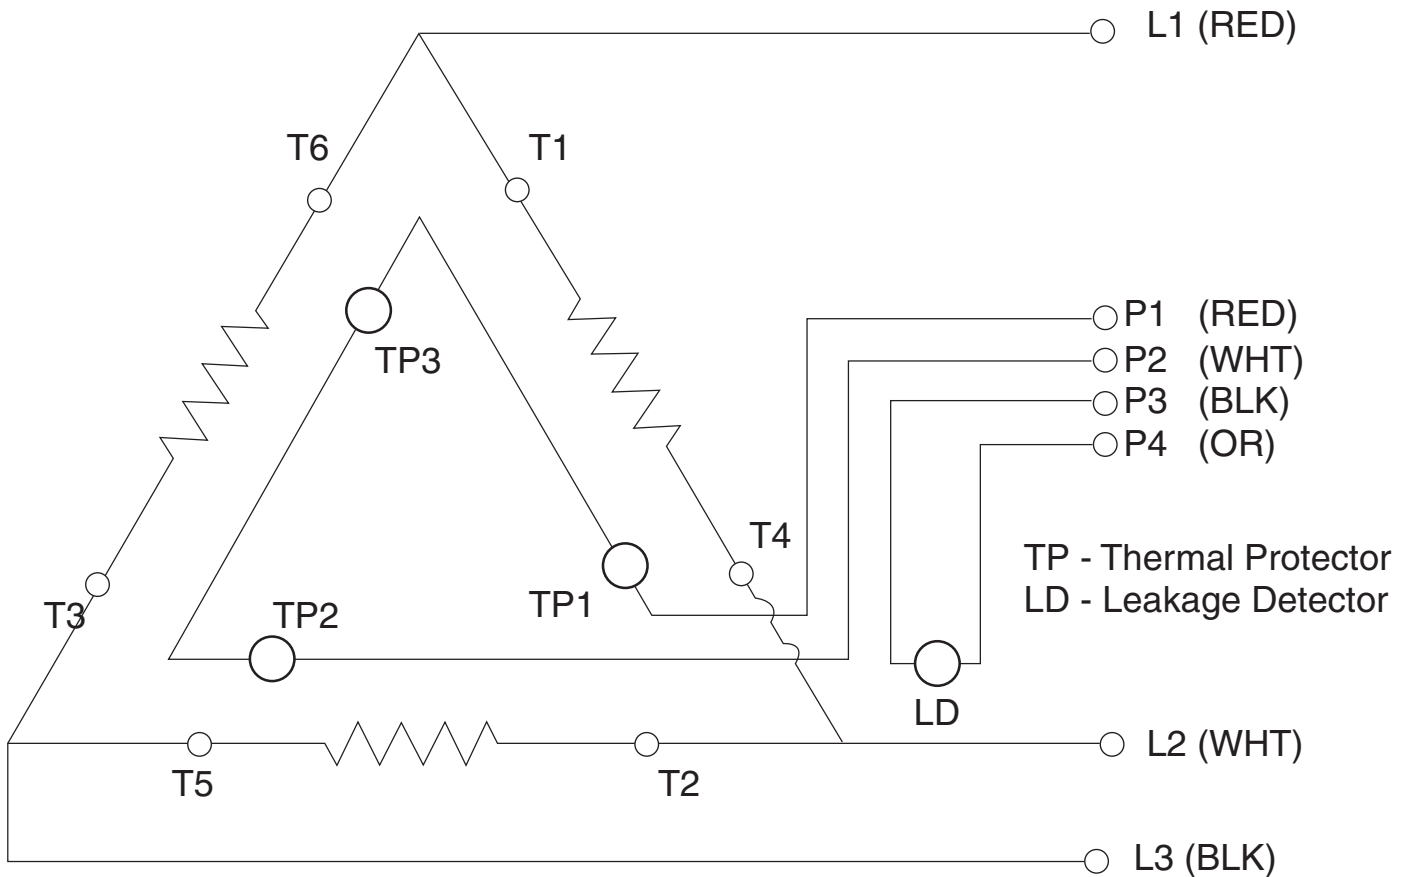 L1 (RED)
T6
T1
P1 (RED)
TP3
P2 (WHT)
P3 (BLK)
P4 (OR)
T4
TP - Thermal Protector
TP1
LD - Leakage Detector
T3
TP2
LD
L2 (WHT)
T5
T2
L3 (BLK)